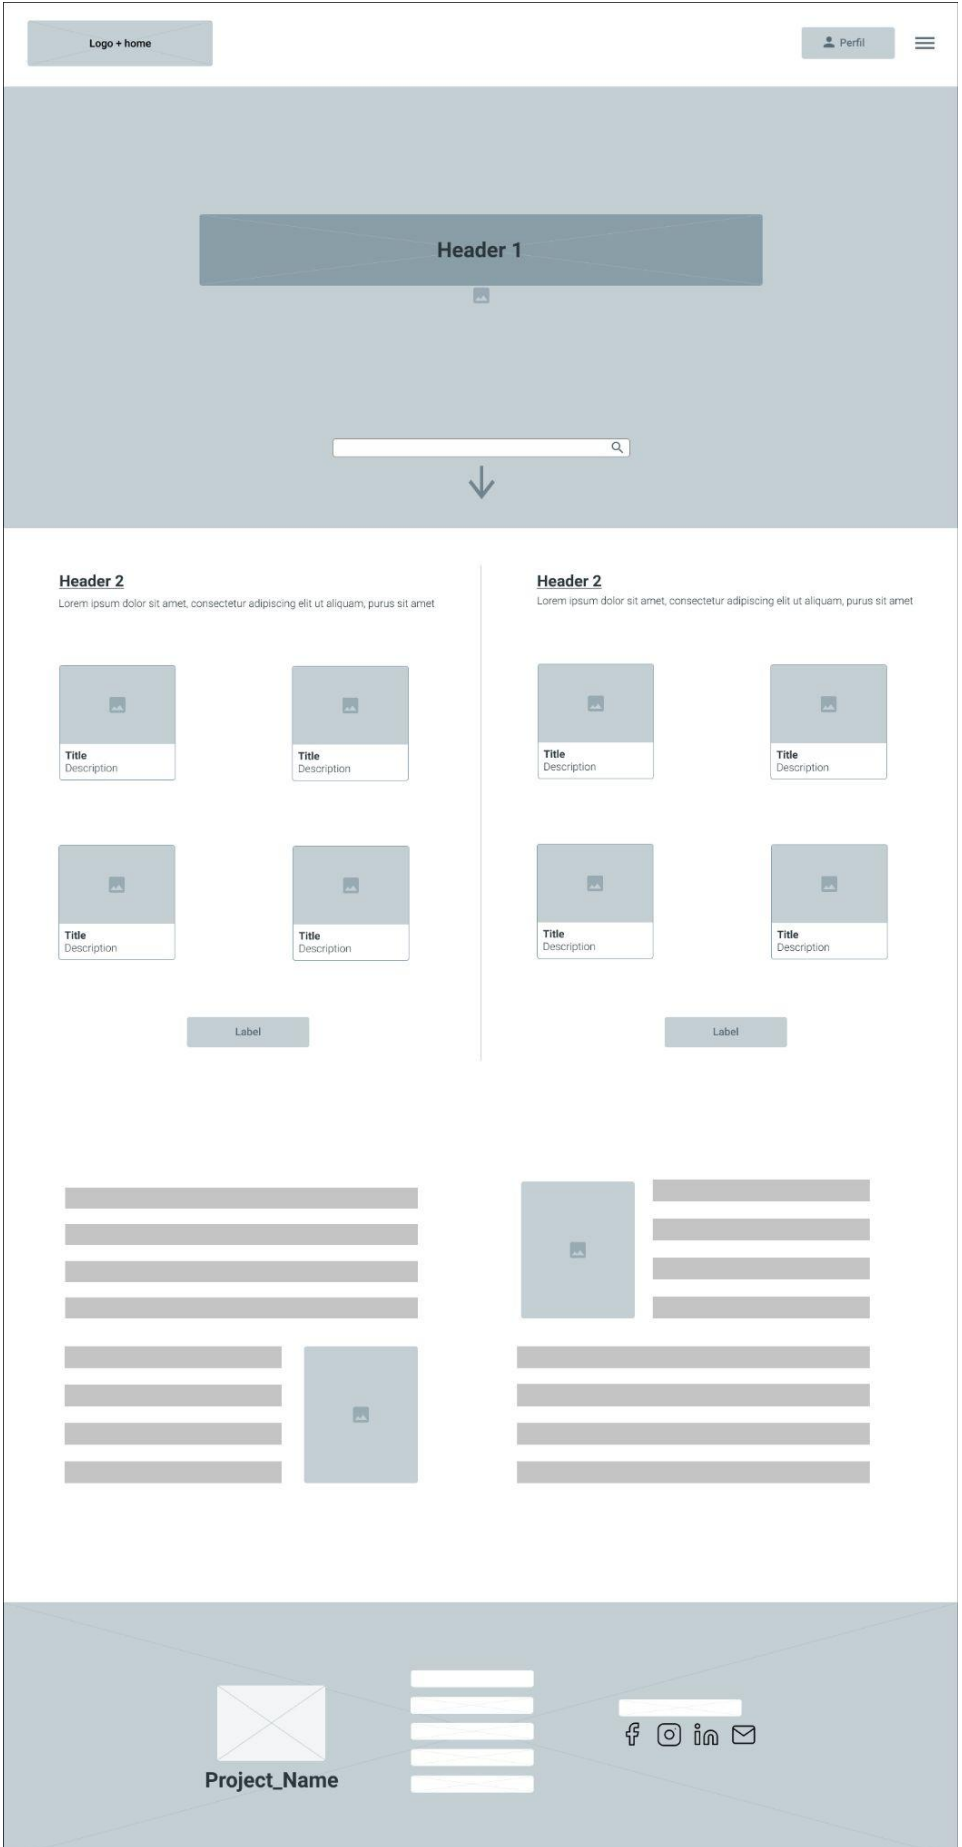 Logo + home
Perfil
Header 1
Header 2
Lorem ipsum dolor sit amet, consectetur adipiscing elit ut aliquam, purus sit amet
Title
Description
Title
Description
Title
Description
Title
Description
Label
Header 2
Lorem ipsum dolor sit amet, consectetur adipiscing elit ut aliquam, purus sit amet
Title
Description
Title
Description
Title
Description
Title
Description
Label
Project_Name